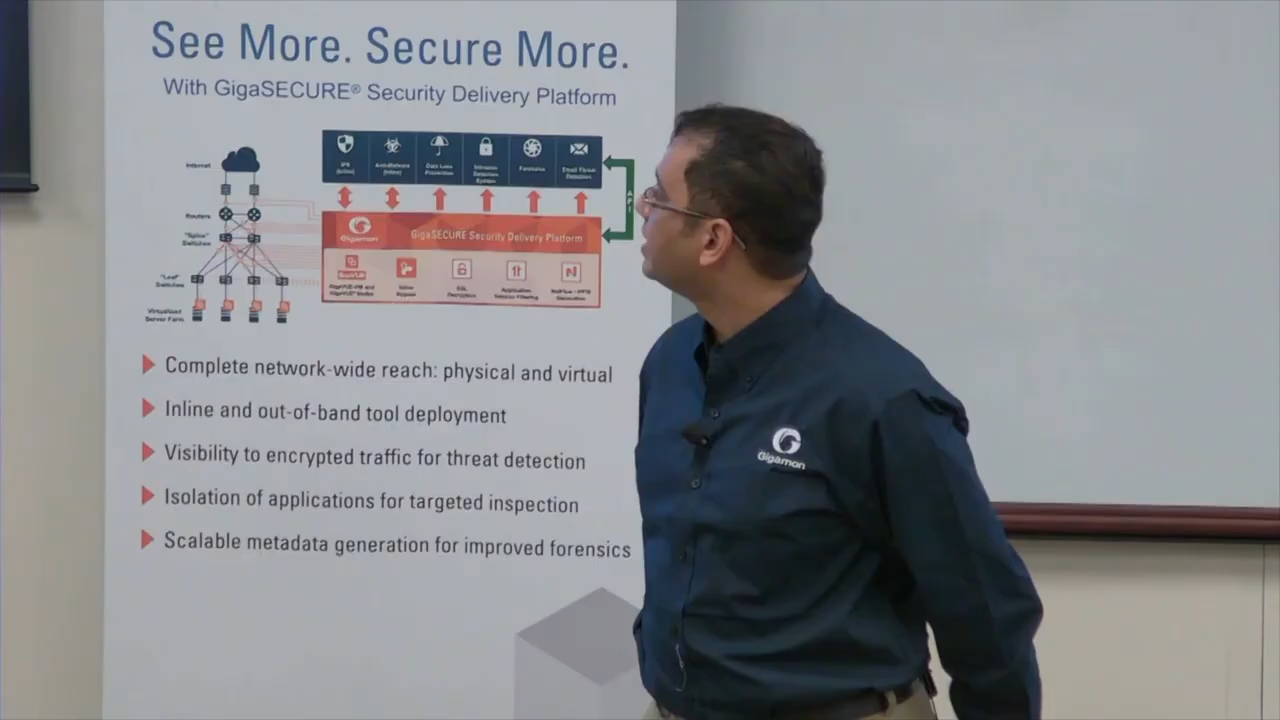 See More. Secure More.
With GigaSECURE® Security Delivery Platform
Internet
Routers
"Spine"
Switches
"Leaf"
Switches
Virtualized
Server Farm
IPS
(Inline)
Anti-Malware
(Inline)
Data Loss
Prevention
Intrusion
Detection
System
Forensics
Email Threat
Detection
API
Gigamon
GigaSECURE Security Delivery Platform
Inline
Bypass
SSL
Decryption
Application
Session Filtering
Complete network-wide reach: physical and virtual
Inline and out-of-band tool deployment
Visibility to encrypted traffic for threat detection
Isolation of applications for targeted inspection
Scalable metadata generation for improved forensics
Gigamon